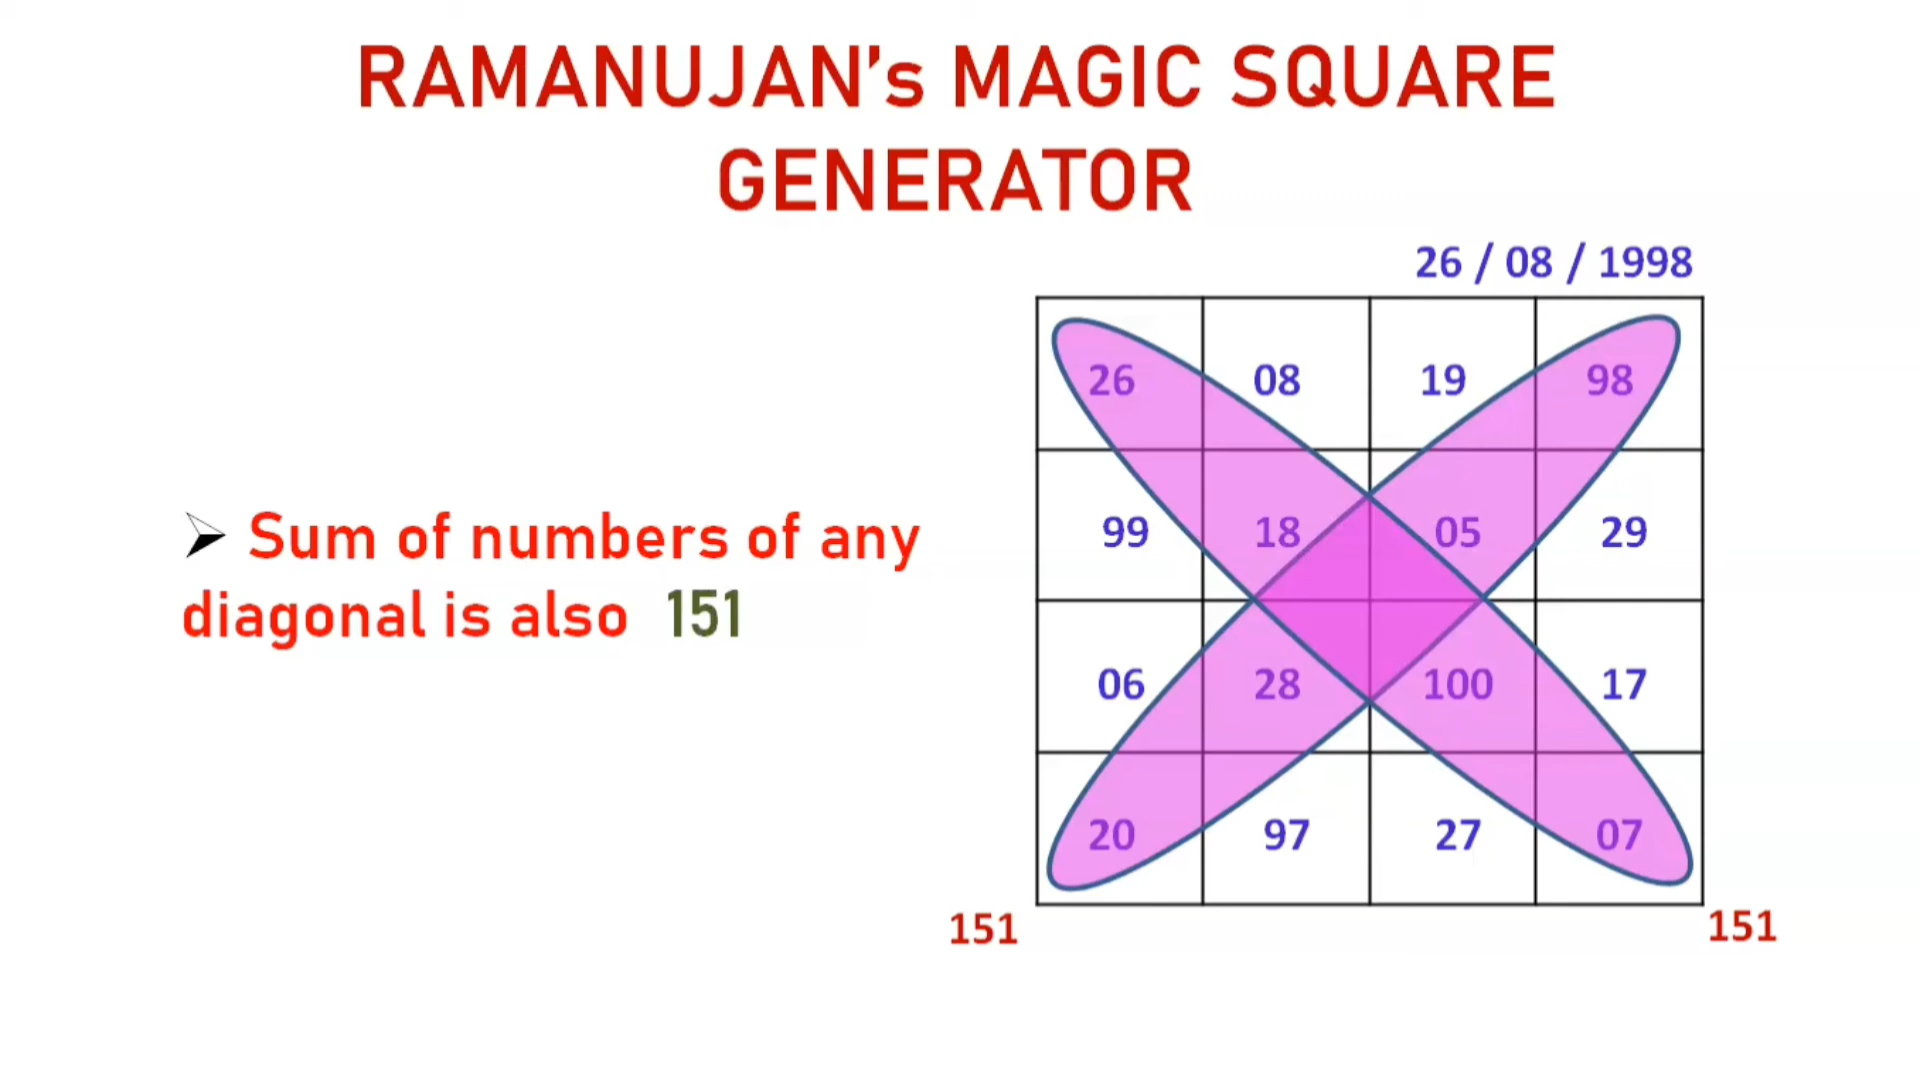 RAMANUJAN's MAGIC SQUARE
GENERATOR
26 / 08 / 1998
➢ Sum of numbers of any
diagonal is also 151
26 08 19 98
99 18 05 29
06 28 100 17
20 97 27 07
151 151